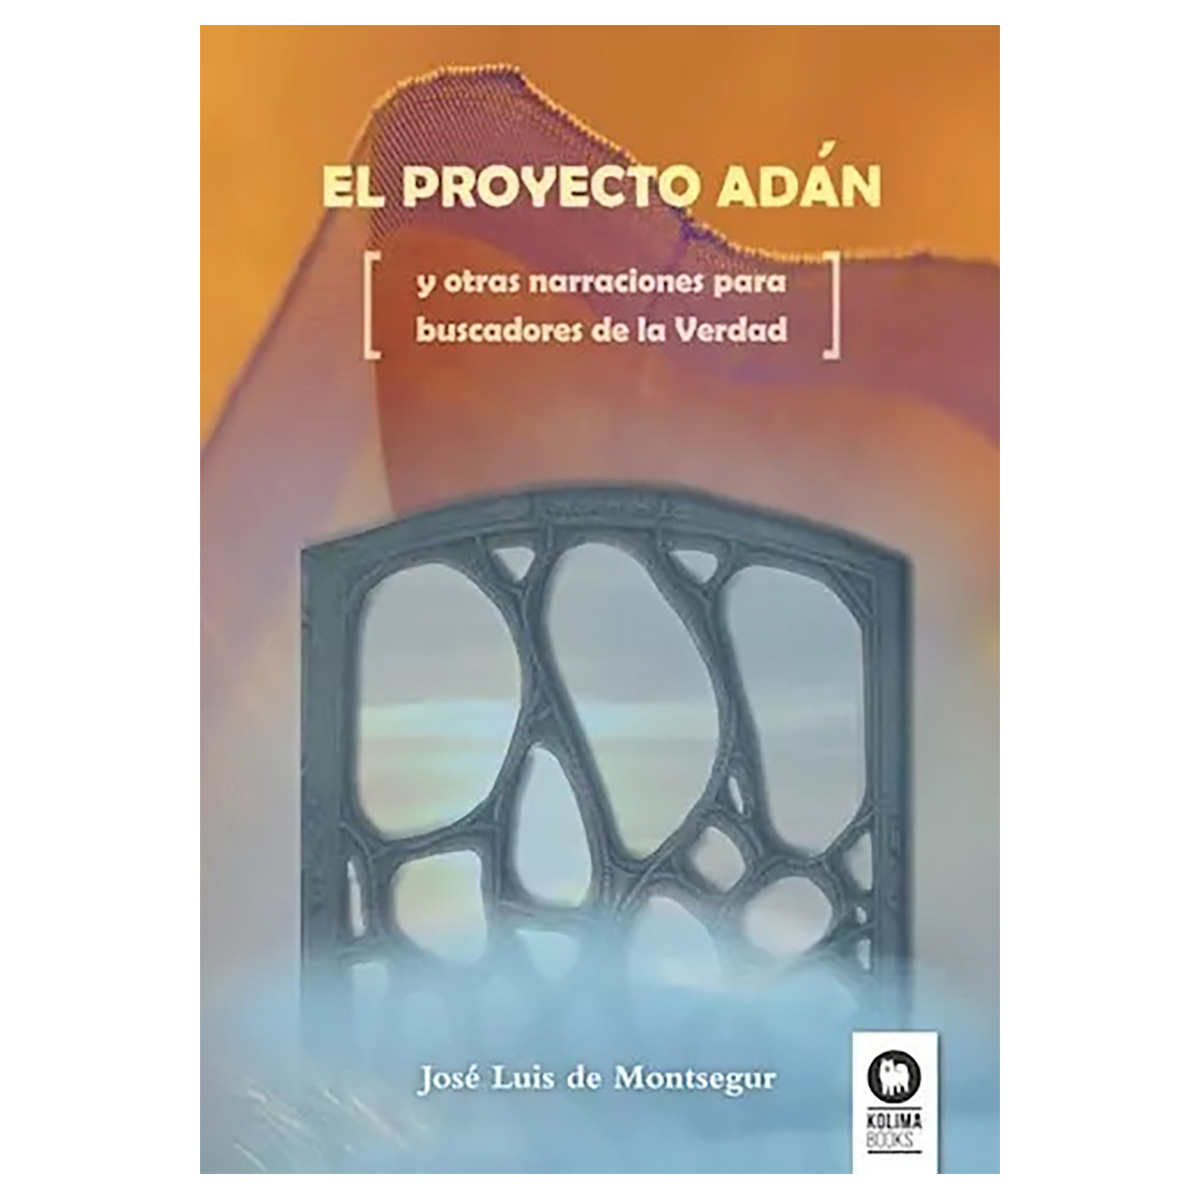 EL PROYECTO ADÁN
y otras narraciones para
buscadores de la Verdad
José Luis de Montsegur
KOLIMA
BOOKS